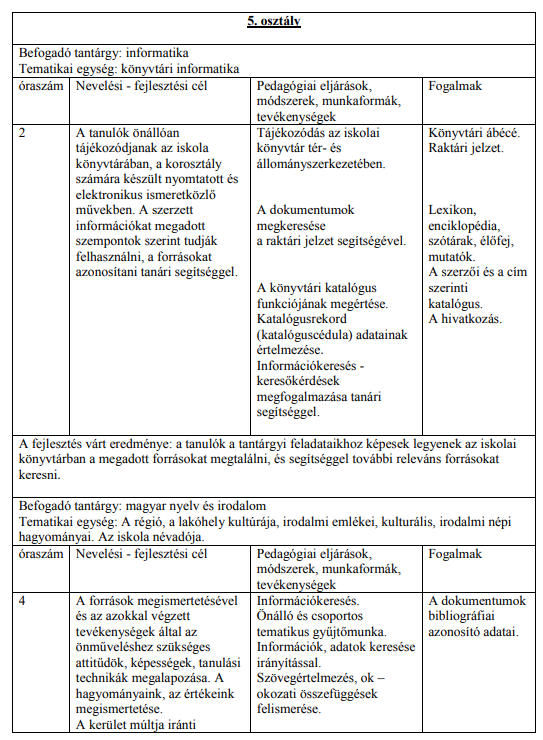 5. osztály
Befogadó tantárgy: informatika
Tematikai egység: könyvtári informatika
óraszám
Nevelési - fejlesztési cél
Pedagógiai eljárások,
módszerek, munkaformák,
tevékenységek
Fogalmak
2
A tanulók önállóan
tájékozódjanak az iskola
könyvtárában, a korosztály
számára készült nyomtatott és
elektronikus ismeretközlő
művekben. A szerzett
információkat megadott
szempontok szerint tudják
felhasználni, a forrásokat
azonosítani tanári segítséggel.
Tájékozódás az iskolai
könyvtár tér- és
állományszerkezetében.
A dokumentumok
megkeresése
a raktári jelzet segítségével.
A könyvtári katalógus
funkciójának megértése.
Katalógusrekord
(katalóguscédula) adatainak
értelmezése.
Információkeresés -
keresőkérdések
megfogalmazása tanári
segítséggel.
Könyvtári ábécé.
Raktári jelzet.
Lexikon,
enciklopédia,
szótárak, élőfej,
mutatók.
A szerzői és a cím
szerinti
katalógus.
A hivatkozás.
A fejlesztés várt eredménye: a tanulók a tantárgyi feladataikhoz képesek legyenek az iskolai
könyvtárban a megadott forrásokat megtalálni, és segítséggel további releváns forrásokat
keresni.
Befogadó tantárgy: magyar nyelv és irodalom
Tematikai egység: A régió, a lakóhely kultúrája, irodalmi emlékei, kulturális, irodalmi népi
hagyományai. Az iskola névadója.
óraszám
Nevelési - fejlesztési cél
Pedagógiai eljárások,
módszerek, munkaformák,
tevékenységek
Fogalmak
4
A források megismertetésével
és az azokkal végzett
tevékenységek által az
önműveléshez szükséges
attitűdök, képességek, tanulási
technikák megalapozása. A
hagyományaink, az értékeink
megismertetése.
A kerület múltja iránti
Információkeresés.
Önálló és csoportos
tematikus gyűjtőmunka.
Információk, adatok keresése
irányítással.
Szövegértelmezés, ok –
okozati összefüggések
felismerése.
A dokumentumok
bibliográfiai
azonosító adatai.